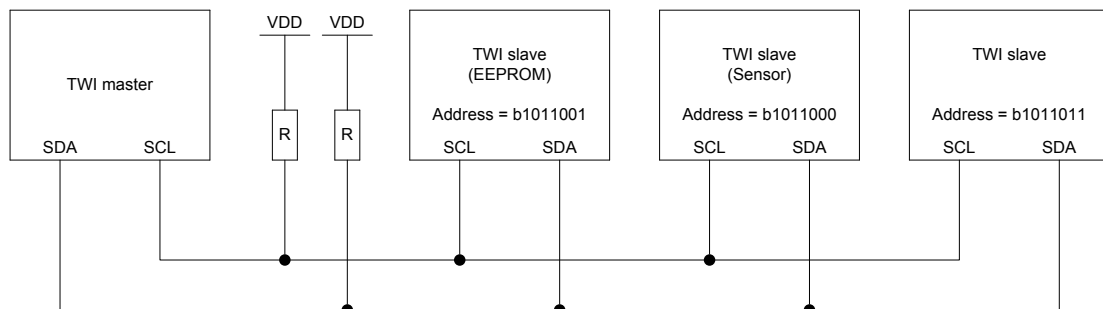 TWI master
SDA SCL
VDD VDD
R R
TWI slave
(EEPROM)
Address = b1011001
SCL SDA
TWI slave
(Sensor)
Address = b1011000
SCL SDA
TWI slave
Address = b1011011
SCL SDA